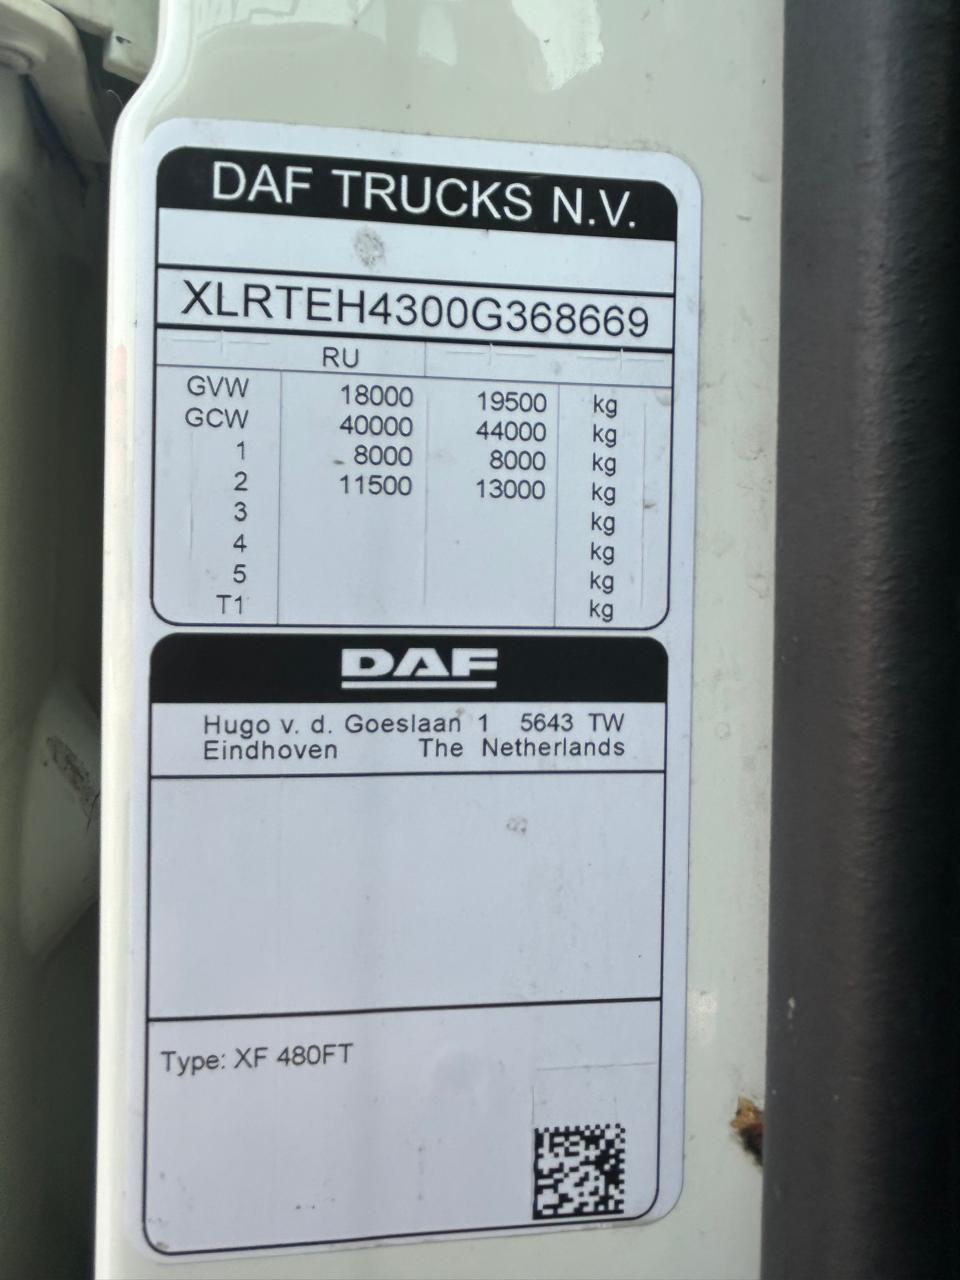 DAF TRUCKS N.V.
XLRTEH4300G368669
RU
GVW 18000 19500 kg
GCW 40000 44000 kg
1 8000 8000 kg
2 11500 13000 kg
3 kg
4 kg
5 kg
T1 kg
DAF
Hugo v. d. Goeslaan 1 5643 TW
Eindhoven The Netherlands
Type: XF 480FT